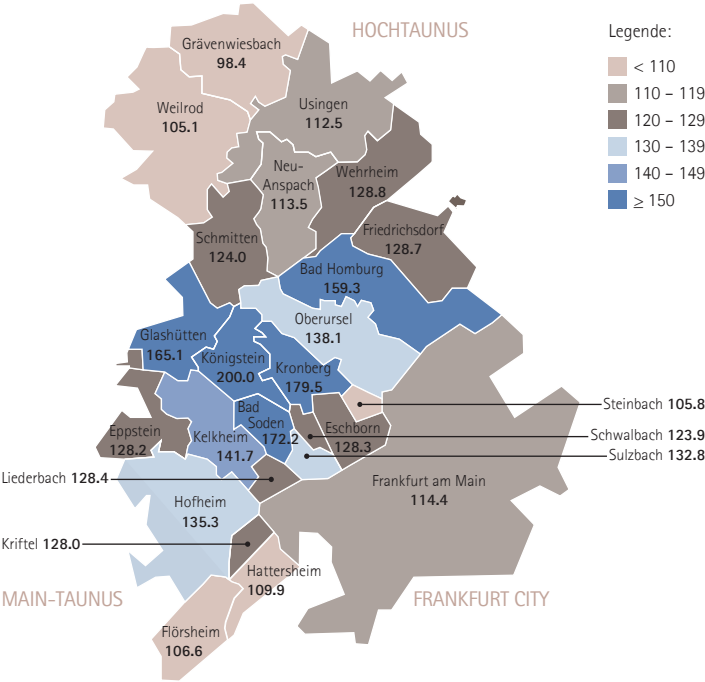 HOCHTAUNUS
Legende:
< 110
110 – 119
120 – 129
130 – 139
140 – 149
≥ 150
Grävenwiesbach
98.4
Weilrod
105.1
Usingen
112.5
Neu-
Anspach
113.5
Wehrheim
128.8
Schmitten
124.0
Friedrichsdorf
128.7
Bad Homburg
159.3
Oberursel
138.1
Glashütten
165.1
Königstein
200.0
Kronberg
179.5
Steinbach 105.8
Bad
Soden
172.2
Eschborn
128.3
Schwalbach 123.9
Sulzbach 132.8
Eppstein
128.2
Kelkheim
141.7
Liederbach 128.4
Frankfurt am Main
114.4
Hofheim
135.3
Kriftel 128.0
Hattersheim
109.9
MAIN-TAUNUS
FRANKFURT CITY
Flörsheim
106.6